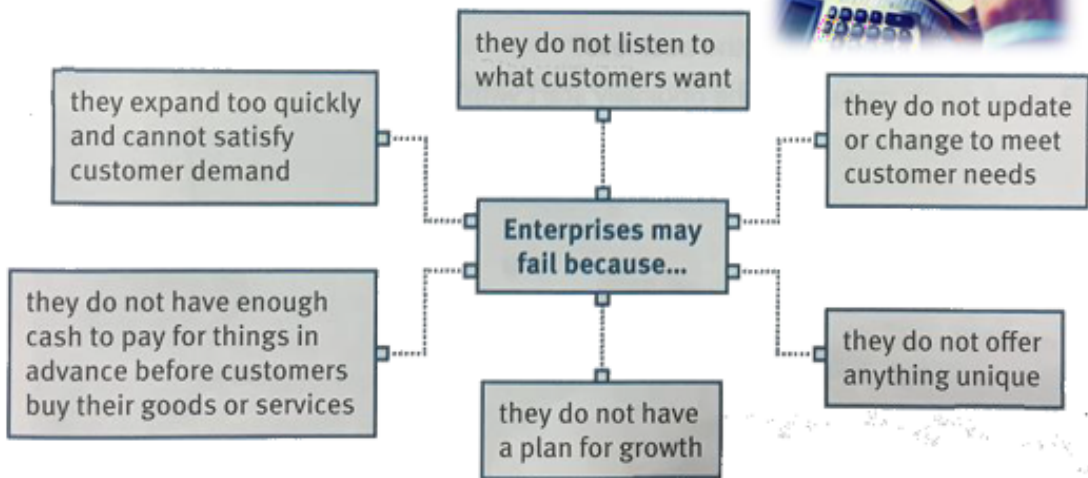 they do not listen to
what customers want
they expand too quickly
and cannot satisfy
customer demand
they do not update
or change to meet
customer needs
Enterprises may
fail because...
they do not have enough
cash to pay for things in
advance before customers
buy their goods or services
they do not offer
anything unique
they do not have
a plan for growth